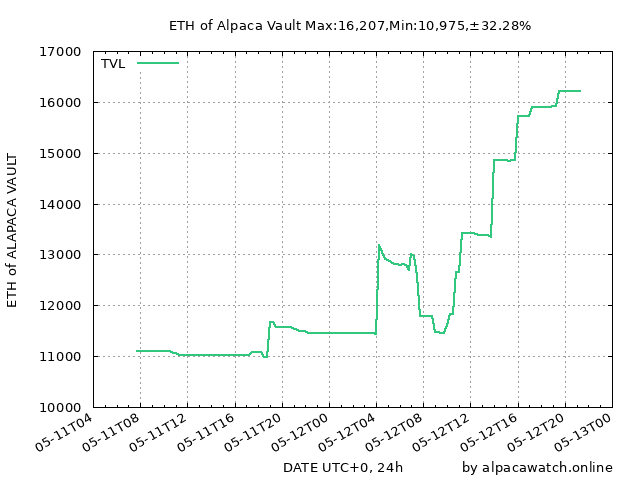 ETH of Alpaca Vault Max:16,207,Min:10,975,±32.28%
17000
TVL
16000
15000
14000
13000
12000
11000
10000
ETH of ALAPACA VAULT
05-11T04
05-11T08
05-11T12
05-11T16
05-11T20
05-12T00
05-12T04
05-12T08
05-12T12
05-12T16
05-12T20
05-13T00
DATE UTC+0, 24h
by alpacawatch.online